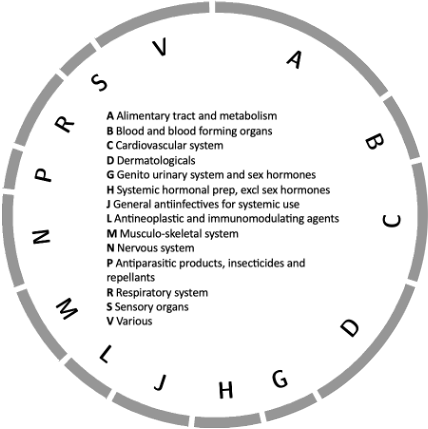 V
A
S
R
B
P
C
N
M
D
L
J
H
G
A Alimentary tract and metabolism
B Blood and blood forming organs
C Cardiovascular system
D Dermatologicals
G Genito urinary system and sex hormones
H Systemic hormonal prep, excl sex hormones
J General antiinfectives for systemic use
L Antineoplastic and immunomodulating agents
M Musculo-skeletal system
N Nervous system
P Antiparasitic products, insecticides and
repellants
R Respiratory system
S Sensory organs
V Various